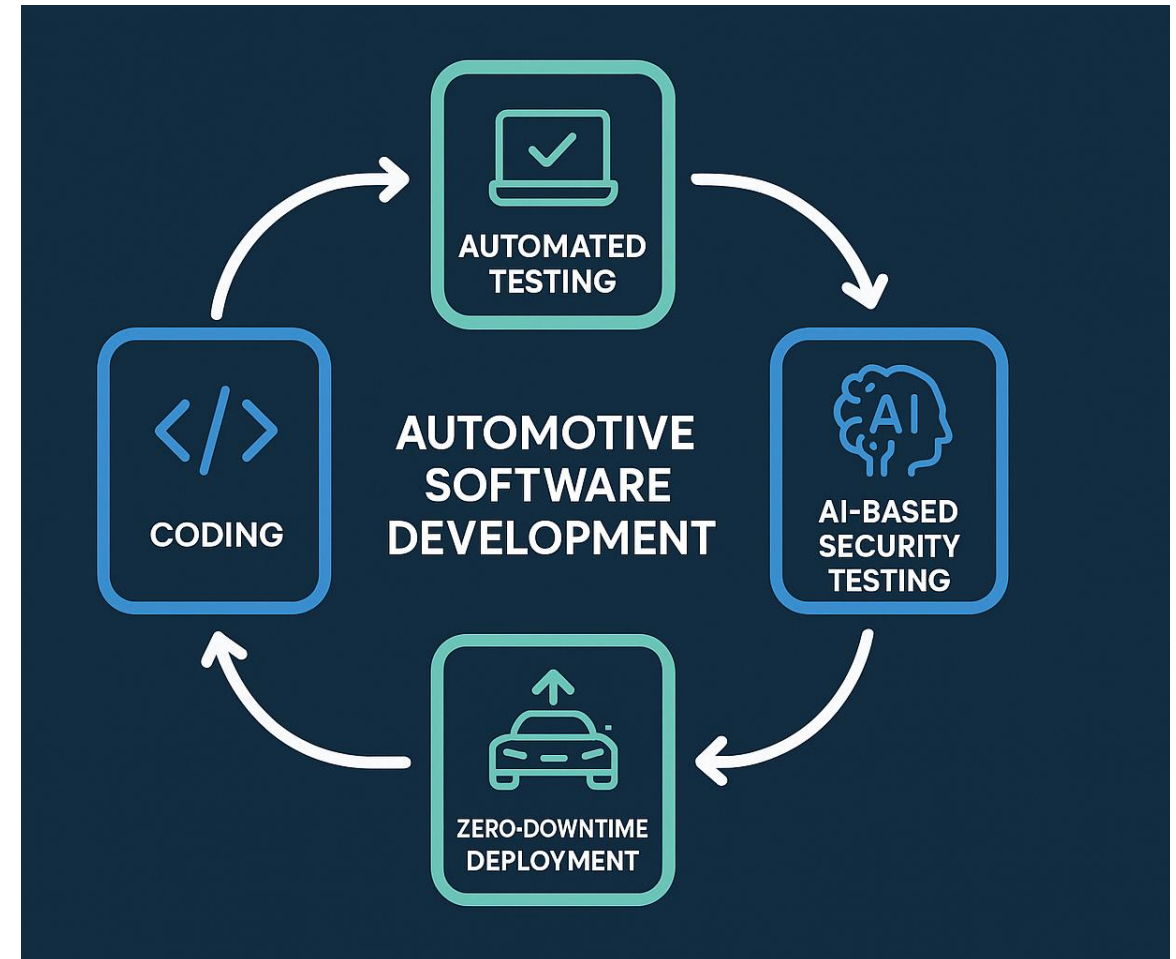 AUTOMATED
TESTING
AI
AI-BASED
SECURITY
TESTING
AUTOMOTIVE
SOFTWARE
DEVELOPMENT
</>
CODING
ZERO-DOWNTIME
DEPLOYMENT